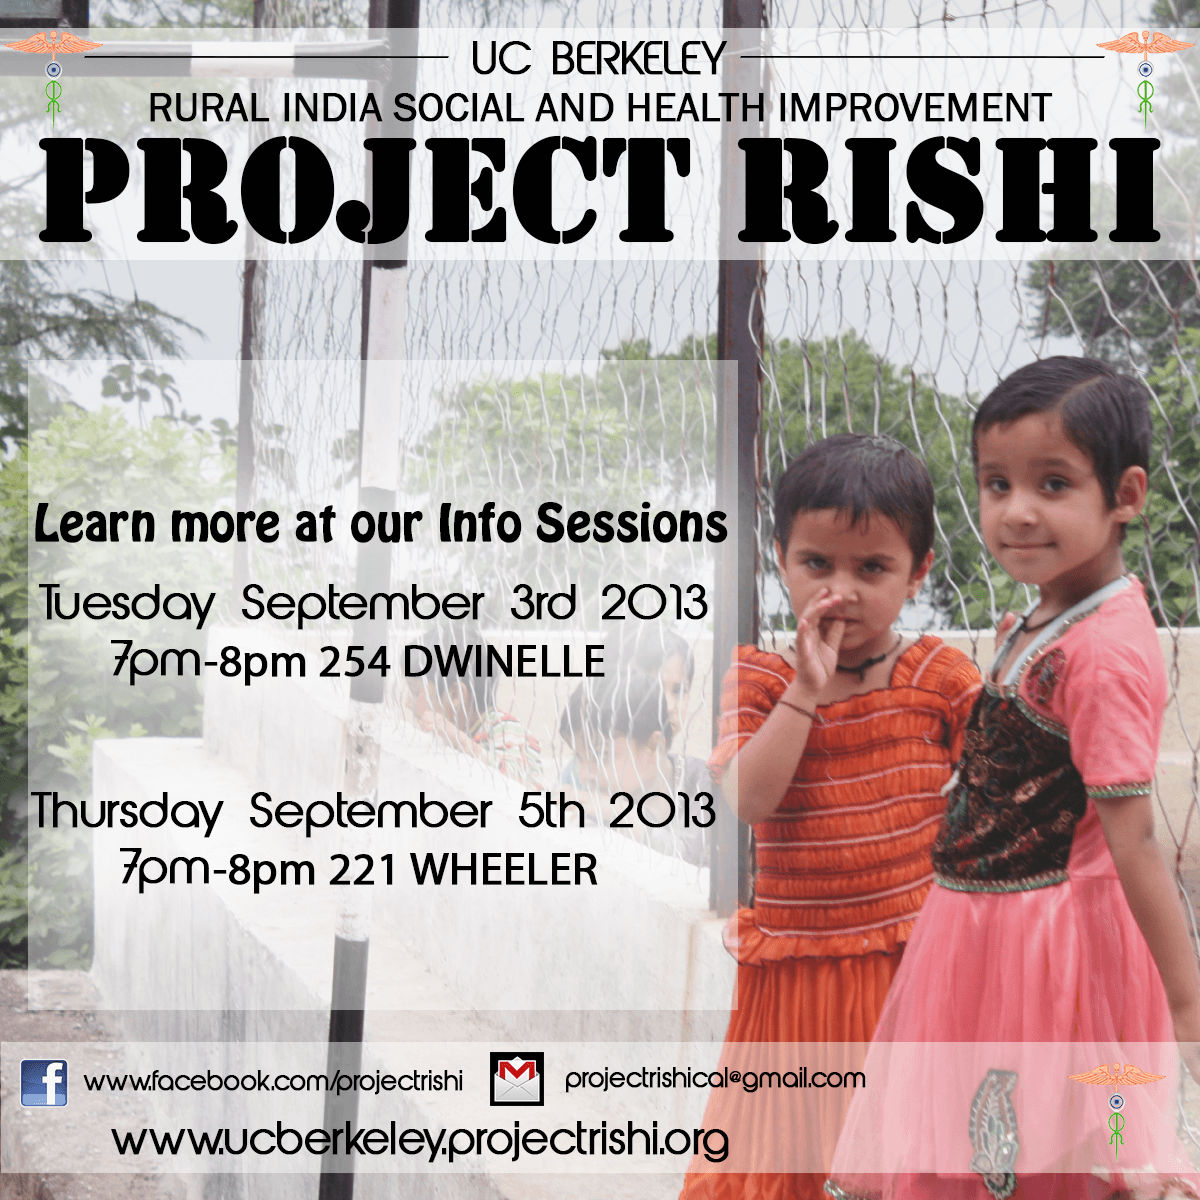 UC BERKELEY
RURAL INDIA SOCIAL AND HEALTH IMPROVEMENT
PROJECT RISHI
Learn more at our Info Sessions
Tuesday September 3rd 2013
7pm-8pm 254 DWINELLE
Thursday September 5th 2013
7pm-8pm 221 WHEELER
f www.facebook.com/projectrishi M projectrishical@gmail.com
www.ucberkeley.projectrishi.org